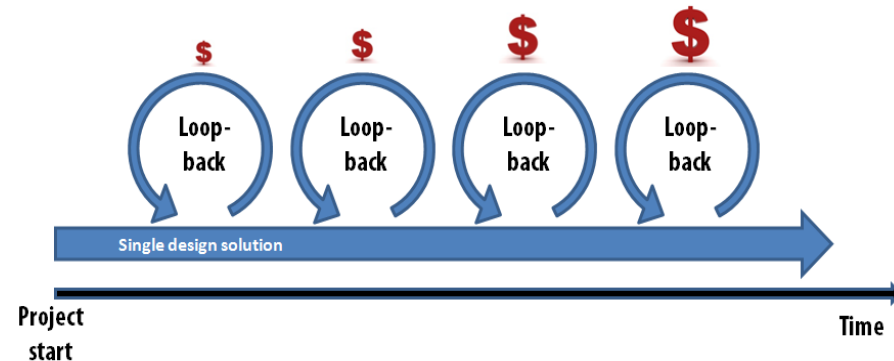 $ $ $ $
Loop-
back
Loop-
back
Loop-
back
Loop-
back
Single design solution
Project
start
Time